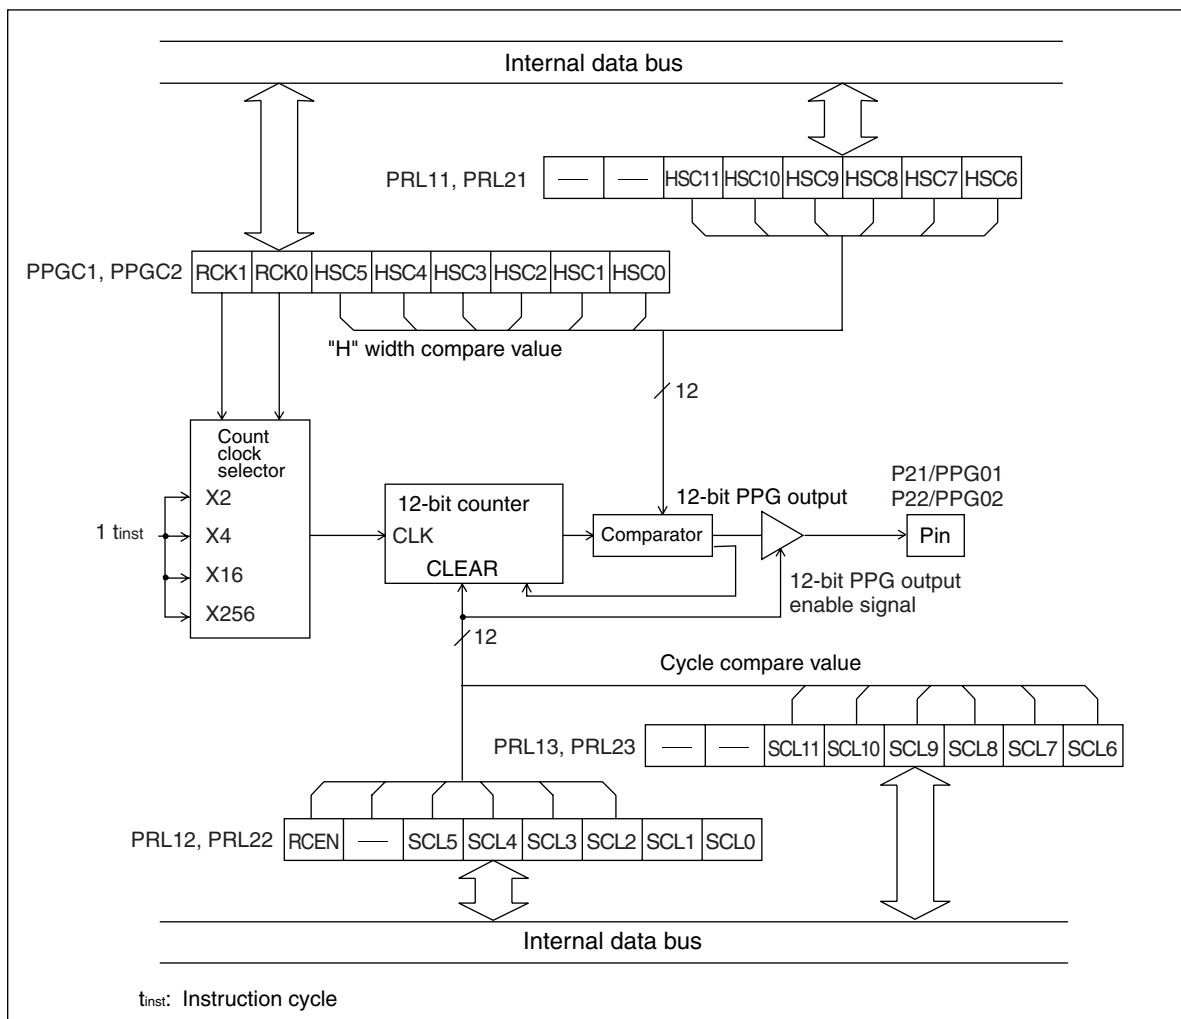 Internal data bus
PRL11, PRL21 — — HSC11 HSC10 HSC9 HSC8 HSC7 HSC6
PPGC1, PPGC2 RCK1 RCK0 HSC5 HSC4 HSC3 HSC2 HSC1 HSC0
"H" width compare value
12
Count
clock
selector
X2
X4
X16
X256
1 tinst
12-bit counter
CLK
CLEAR
Comparator
12-bit PPG output
P21/PPG01
P22/PPG02
Pin
12-bit PPG output
enable signal
12
Cycle compare value
PRL13, PRL23 — — SCL11 SCL10 SCL9 SCL8 SCL7 SCL6
PRL12, PRL22 RCEN — SCL5 SCL4 SCL3 SCL2 SCL1 SCL0
Internal data bus
tinst: Instruction cycle